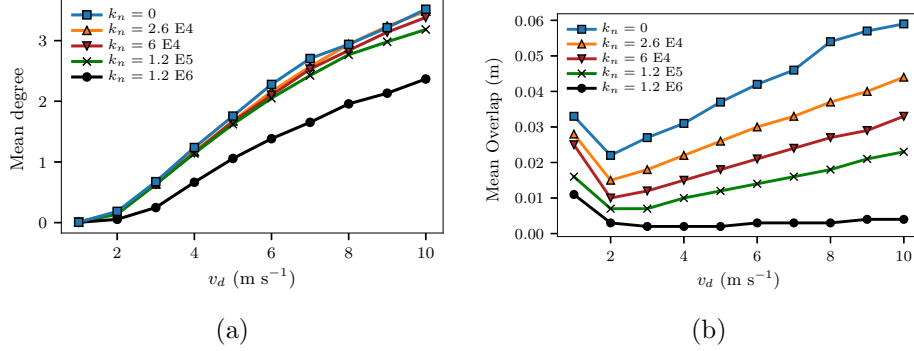 k_n = 0
k_n = 2.6 E4
k_n = 6 E4
k_n = 1.2 E5
k_n = 1.2 E6
Mean degree
3
2
1
0
2 4 6 8 10
v_d (m s⁻¹)
(a)
k_n = 0
k_n = 2.6 E4
k_n = 6 E4
k_n = 1.2 E5
k_n = 1.2 E6
Mean Overlap (m)
0.06
0.05
0.04
0.03
0.02
0.01
0.00
2 4 6 8 10
v_d (m s⁻¹)
(b)